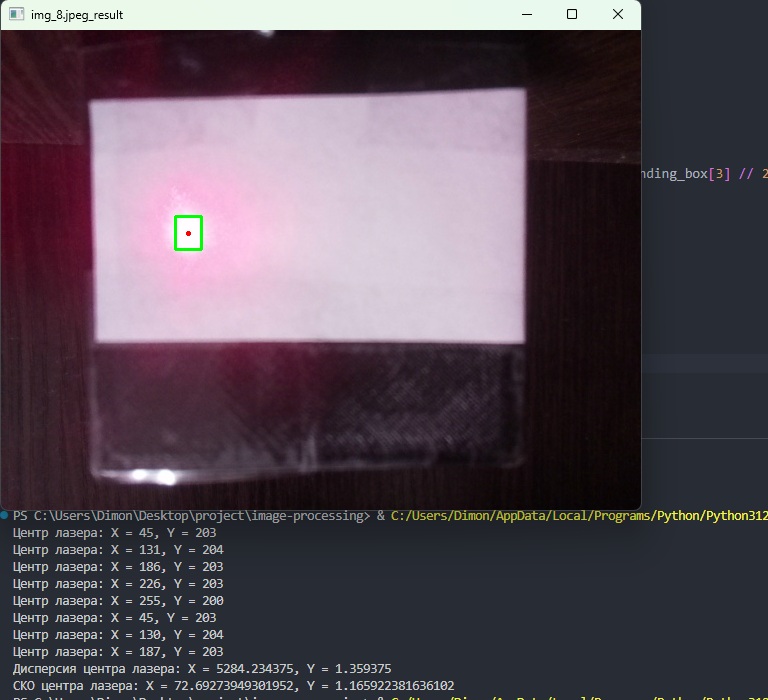 img_8.jpeg_result
nding_box[3] // 2
PS C:\Users\Dimon\Desktop\project\image-processing> & C:/Users/Dimon/AppData/Local/Programs/Python/Python312
Центр лазера: X = 45, Y = 203
Центр лазера: X = 131, Y = 204
Центр лазера: X = 186, Y = 203
Центр лазера: X = 226, Y = 203
Центр лазера: X = 255, Y = 200
Центр лазера: X = 45, Y = 203
Центр лазера: X = 130, Y = 204
Центр лазера: X = 187, Y = 203
Дисперсия центра лазера: X = 5284.234375, Y = 1.359375
СКО центра лазера: X = 72.69273949301952, Y = 1.165922381636102